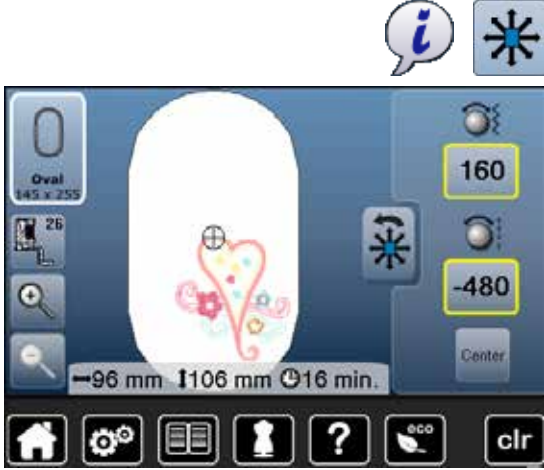 i
Oval
145 x 255
26
160
-480
Center
96 mm 106 mm 16 min.
? eco clr